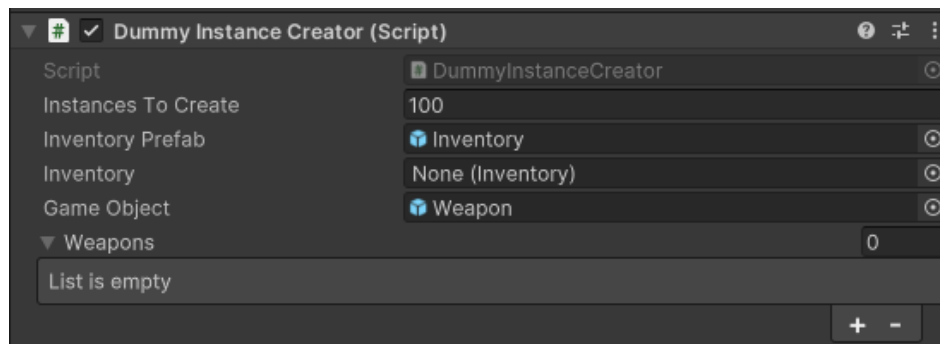 # Dummy Instance Creator (Script)
Script # DummyInstanceCreator
Instances To Create 100
Inventory Prefab Inventory
Inventory None (Inventory)
Game Object Weapon
Weapons 0
List is empty
+ -